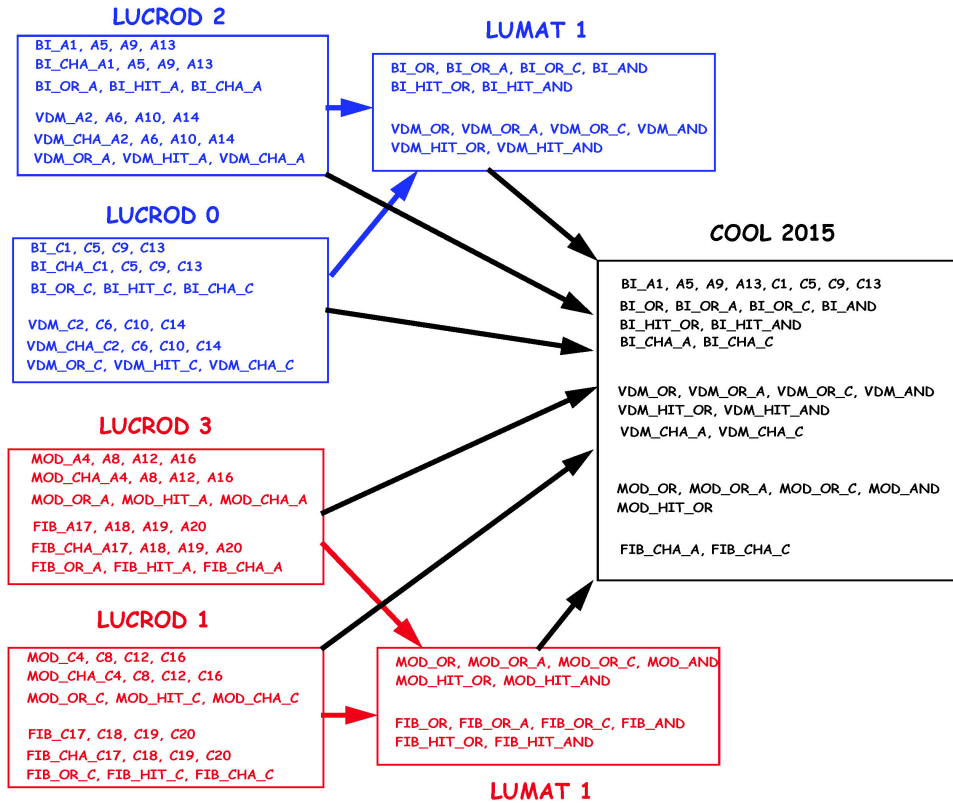 LUCROD 2
BI_A1, A5, A9, A13
BI_CHA_A1, A5, A9, A13
BI_OR_A, BI_HIT_A, BI_CHA_A
VDM_A2, A6, A10, A14
VDM_CHA_A2, A6, A10, A14
VDM_OR_A, VDM_HIT_A, VDM_CHA_A
LUMAT 1
BI_OR, BI_OR_A, BI_OR_C, BI_AND
BI_HIT_OR, BI_HIT_AND
VDM_OR, VDM_OR_A, VDM_OR_C, VDM_AND
VDM_HIT_OR, VDM_HIT_AND
LUCROD 0
BI_C1, C5, C9, C13
BI_CHA_C1, C5, C9, C13
BI_OR_C, BI_HIT_C, BI_CHA_C
VDM_C2, C6, C10, C14
VDM_CHA_C2, C6, C10, C14
VDM_OR_C, VDM_HIT_C, VDM_CHA_C
COOL 2015
BI_A1, A5, A9, A13, C1, C5, C9, C13
BI_OR, BI_OR_A, BI_OR_C, BI_AND
BI_HIT_OR, BI_HIT_AND
BI_CHA_A, BI_CHA_C
VDM_OR, VDM_OR_A, VDM_OR_C, VDM_AND
VDM_HIT_OR, VDM_HIT_AND
VDM_CHA_A, VDM_CHA_C
MOD_OR, MOD_OR_A, MOD_OR_C, MOD_AND
MOD_HIT_OR
FIB_CHA_A, FIB_CHA_C
LUCROD 3
MOD_A4, A8, A12, A16
MOD_CHA_A4, A8, A12, A16
MOD_OR_A, MOD_HIT_A, MOD_CHA_A
FIB_A17, A18, A19, A20
FIB_CHA_A17, A18, A19, A20
FIB_OR_A, FIB_HIT_A, FIB_CHA_A
LUCROD 1
MOD_C4, C8, C12, C16
MOD_CHA_C4, C8, C12, C16
MOD_OR_C, MOD_HIT_C, MOD_CHA_C
FIB_C17, C18, C19, C20
FIB_CHA_C17, C18, C19, C20
FIB_OR_C, FIB_HIT_C, FIB_CHA_C
MOD_OR, MOD_OR_A, MOD_OR_C, MOD_AND
MOD_HIT_OR, MOD_HIT_AND
FIB_OR, FIB_OR_A, FIB_OR_C, FIB_AND
FIB_HIT_OR, FIB_HIT_AND
LUMAT 1